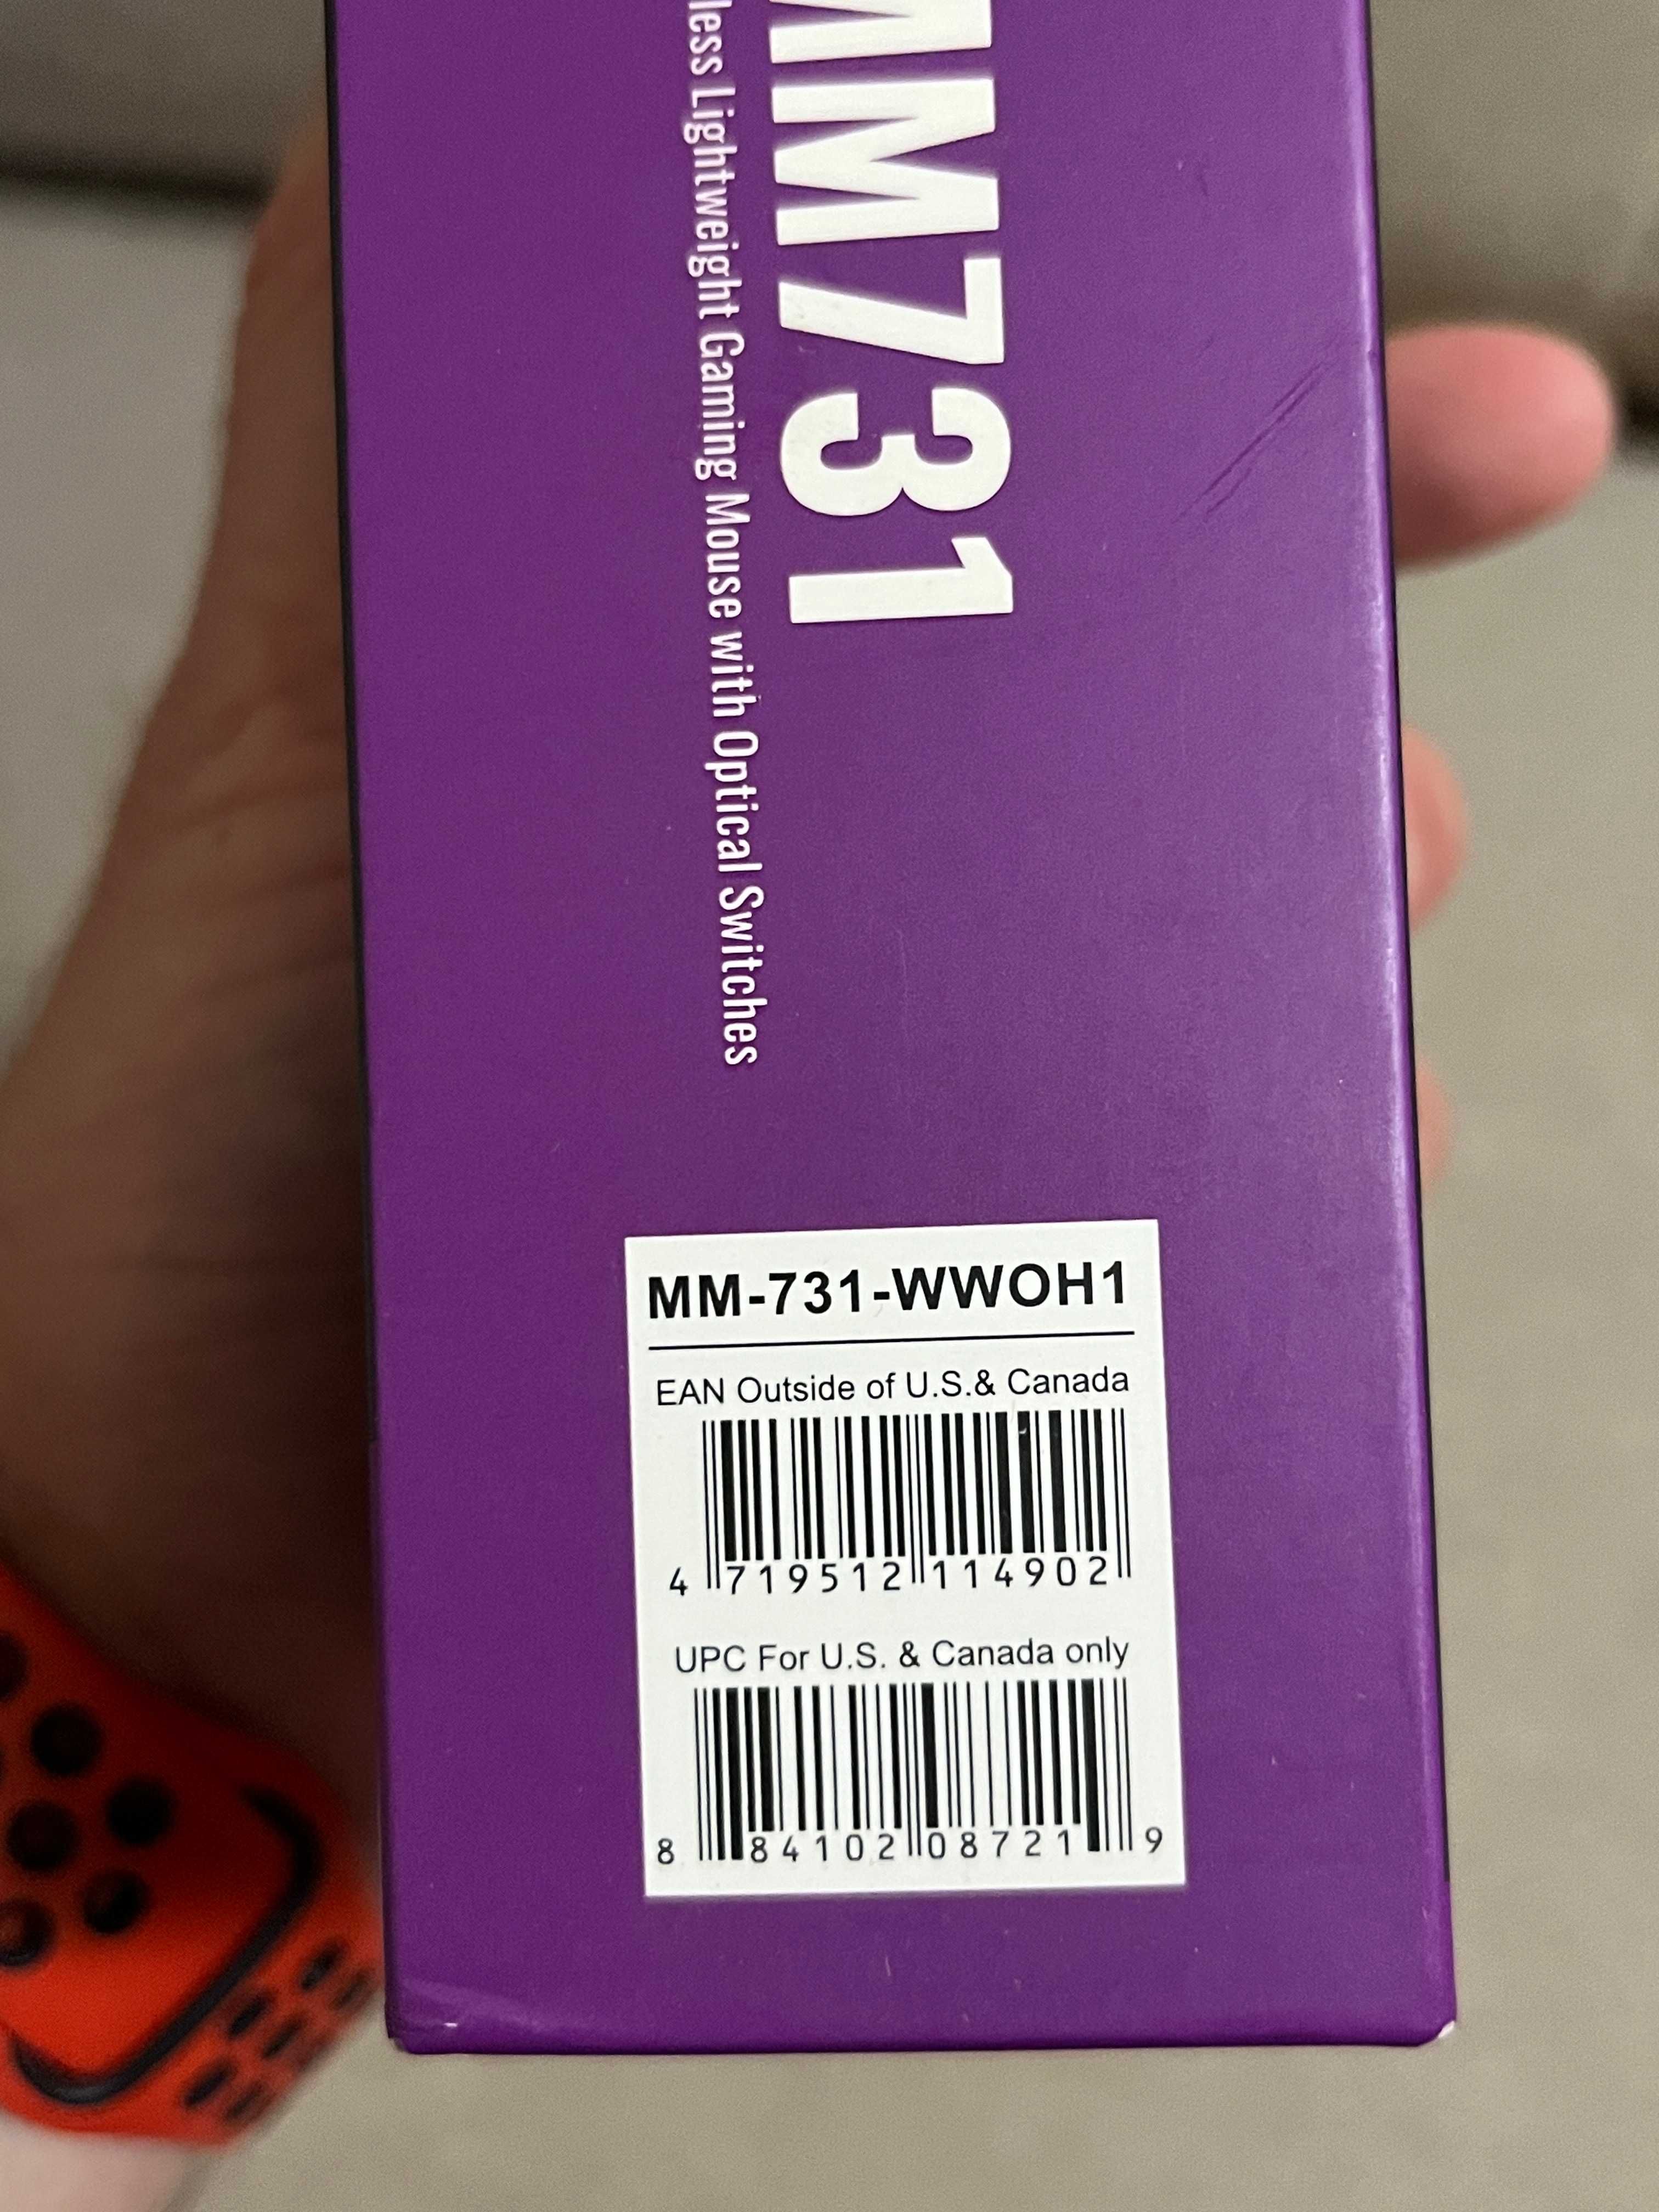 MM731
Lightweight Gaming Mouse with Optical Switches
MM-731-WWOH1
EAN Outside of U.S.& Canada
4 719512 114902
UPC For U.S. & Canada only
8 84102 08721 9